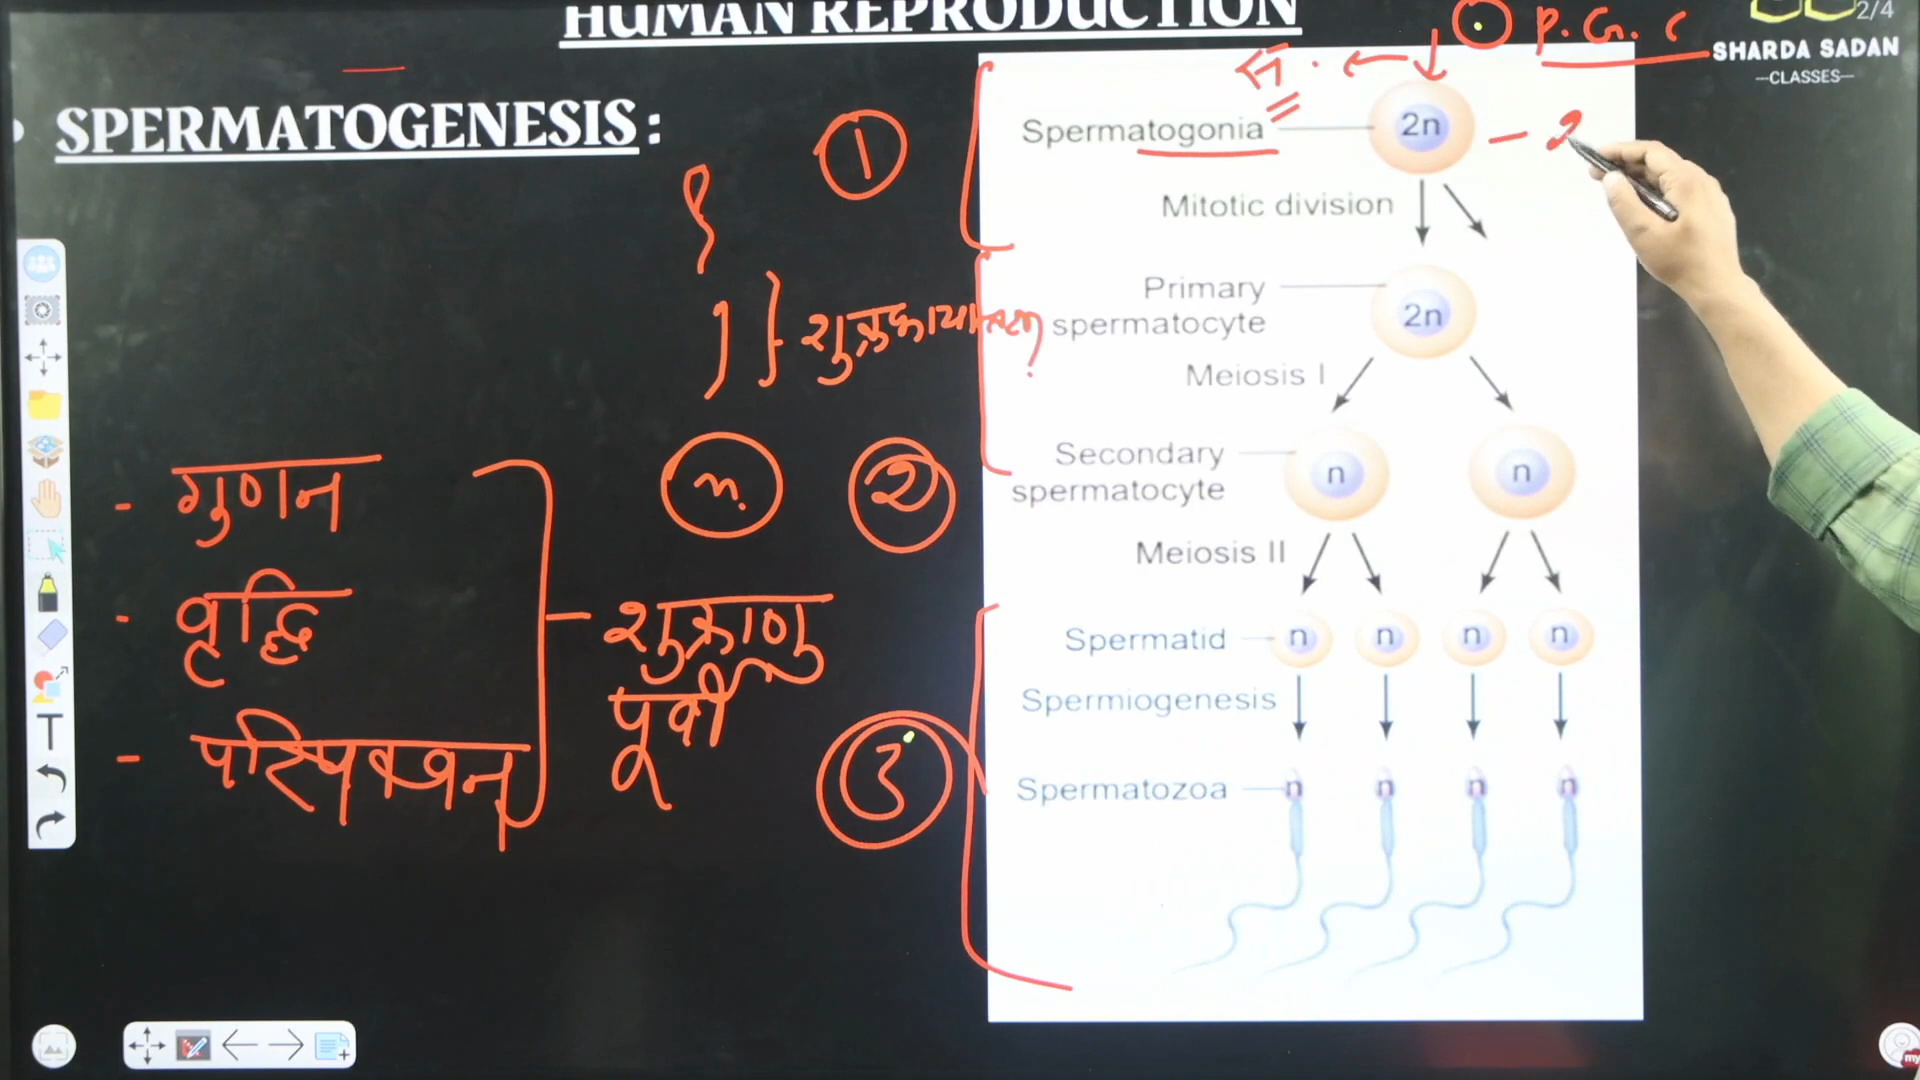 HUMAN REPRODUCTION
2/4
SHARDA SADAN
—CLASSES—
P. G. C
SPERMATOGENESIS :
1
Spermatogonia
2n
Mitotic division
Primary
spermatocyte
2n
Meiosis I
n
2
Secondary
spermatocyte
n
n
Meiosis II
- गुणन
- वृद्धि
- परिपक्वन
शुक्राणु
पूर्वी
3
Spermatid
n
n
n
n
Spermiogenesis
Spermatozoa
n
n
n
n
T
my